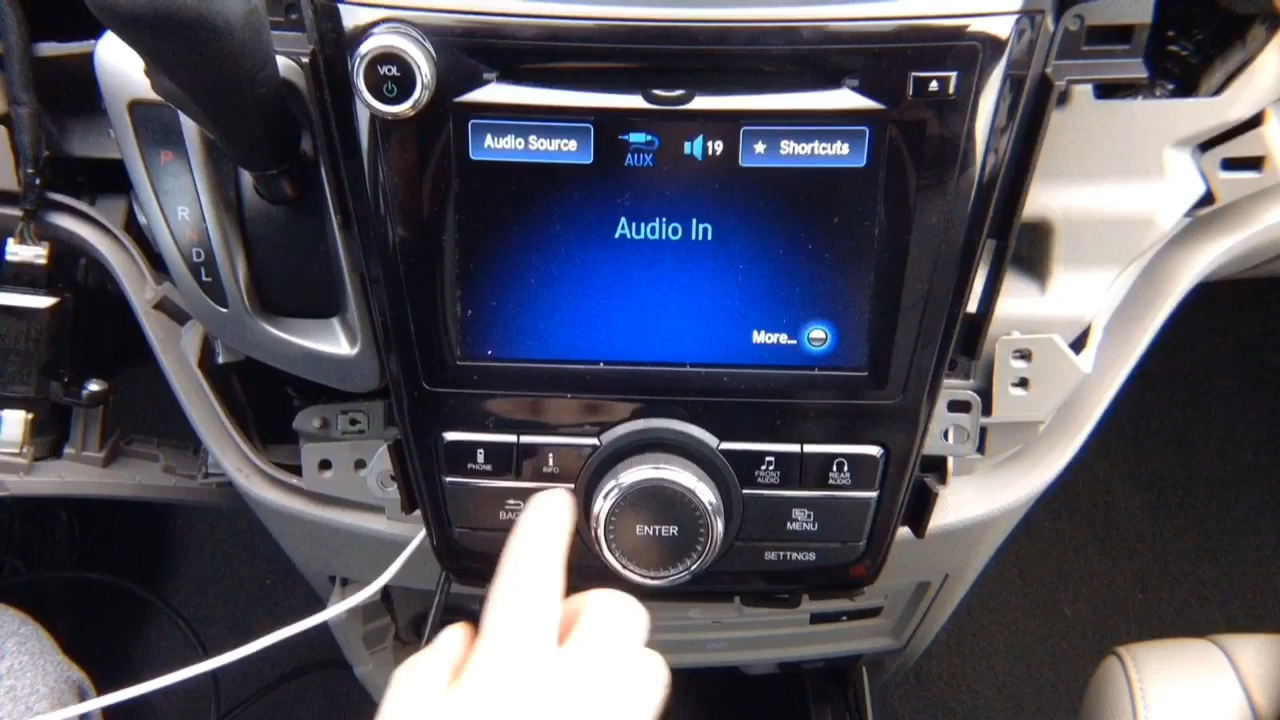 VOL
Audio Source
AUX
19
★ Shortcuts
Audio In
More...
P
R
N
D
L
PHONE
i
INFO
FRONT AUDIO
REAR AUDIO
ENTER
MENU
SETTINGS